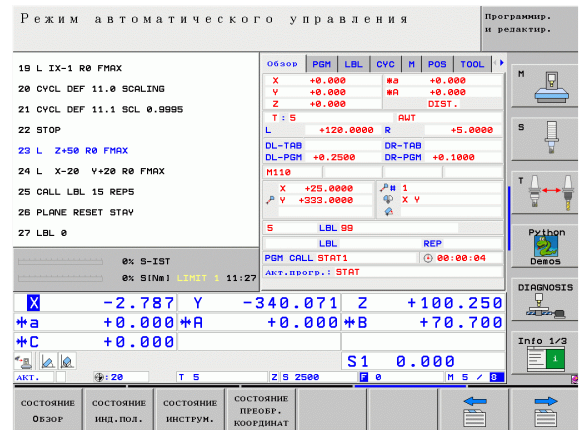 Режим автоматического управления
Программир.
и редактир.
19 L IX-1 R0 FMAX
20 CYCL DEF 11.0 SCALING
21 CYCL DEF 11.1 SCL 0.9995
22 STOP
23 L Z+50 R0 FMAX
24 L X-20 Y+20 R0 FMAX
25 CALL LBL 15 REP5
26 PLANE RESET STAY
27 LBL 0
0% S-IST
0% S[Nm] LIMIT 1 11:27
Обзор PGM LBL CYC M POS TOOL
X +0.000 *a +0.000
Y +0.000 *A +0.000
Z +0.000 DIST.
T : 5 AWT
L +120.0000 R +5.0000
DL-TAB DR-TAB
DL-PGM +0.2500 DR-PGM +0.1000
M110
X +25.0000 # 1
Y +333.0000 X Y
5 LBL 99
LBL REP
PGM CALL STAT1 00:00:04
Акт.прогр.: STAT
X -2.787 Y -340.071 Z +100.250
*a +0.000 *A +0.000 *B +70.700
*C +0.000
S1 0.000
АКТ. :20 T 5 Z S 2500 F 0 M 5 / 8
M
S
T
Python
Demos
DIAGNOSIS
Info 1/3
1
СОСТОЯНИЕ
ОБЗОР
СОСТОЯНИЕ
ИНД.ПОЛ.
СОСТОЯНИЕ
ИНСТРУМ.
СОСТОЯНИЕ
ПРЕОБР.
КООРДИНАТ